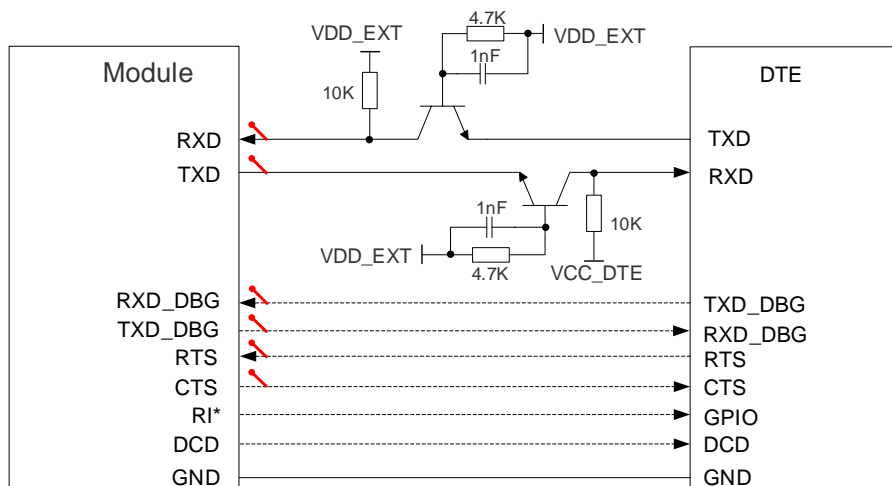 4.7K
VDD_EXT VDD_EXT
1nF
Module DTE
10K
RXD TXD
TXD RXD
1nF
10K
VDD_EXT
4.7K VCC_DTE
RXD_DBG TXD_DBG
TXD_DBG RXD_DBG
RTS RTS
CTS CTS
RI* GPIO
DCD DCD
GND GND